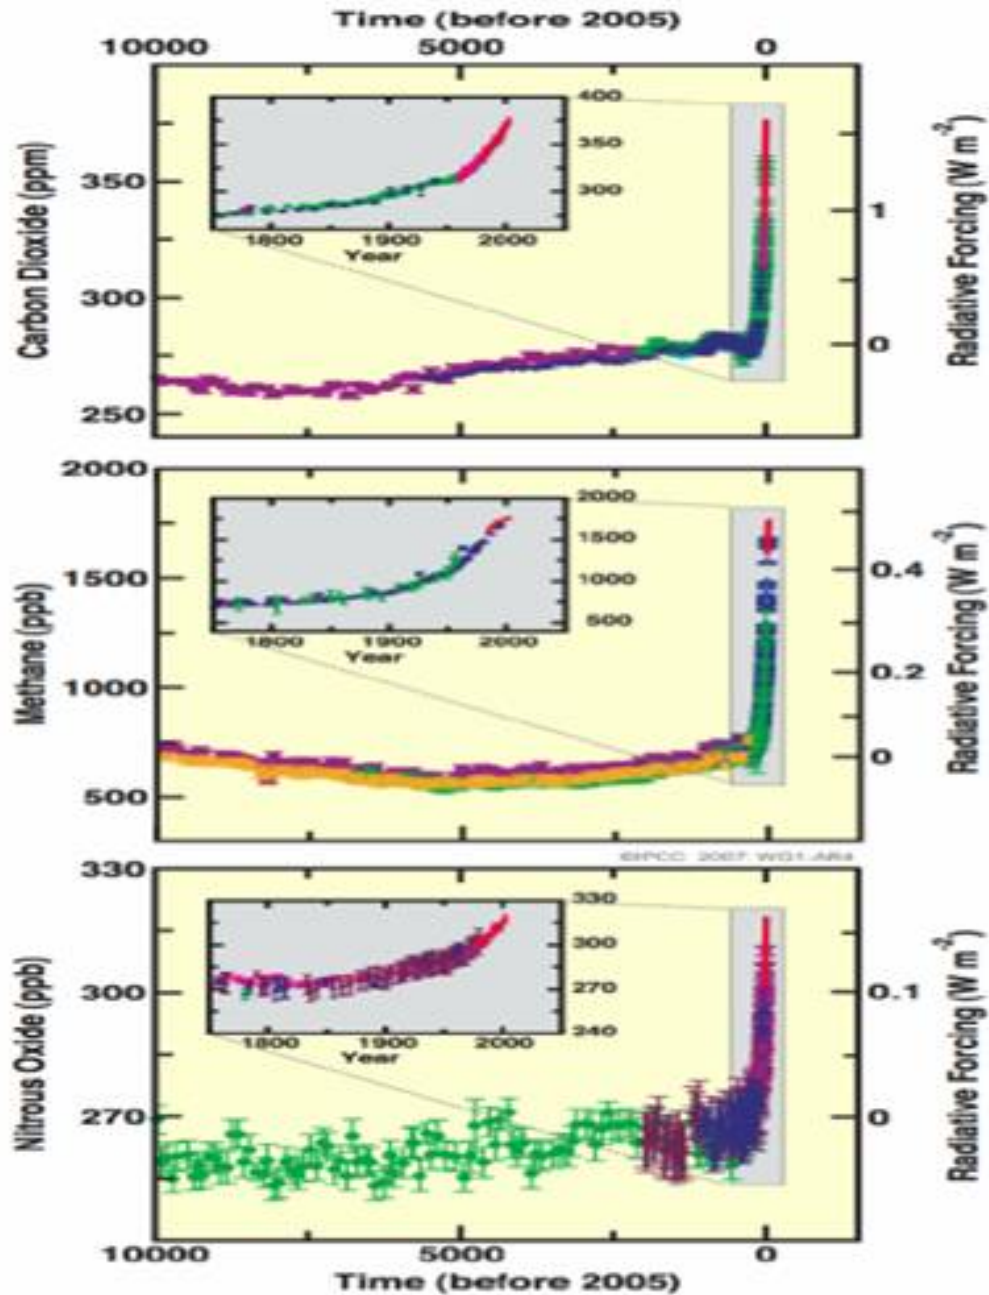 Time (before 2005)
10000 5000 0
Carbon Dioxide (ppm)
350
300
250
400
350
300
1800 1900 2000
Year
1
0
Radiative Forcing (W m-2)
Methane (ppb)
2000
1500
1000
500
2000
1500
1000
500
1800 1900 2000
Year
0.4
0.2
0
Radiative Forcing (W m-2)
©IPCC 2007: WG1-AR4
Nitrous Oxide (ppb)
330
300
270
330
300
270
240
1800 1900 2000
Year
0.1
0
Radiative Forcing (W m-2)
10000 5000 0
Time (before 2005)